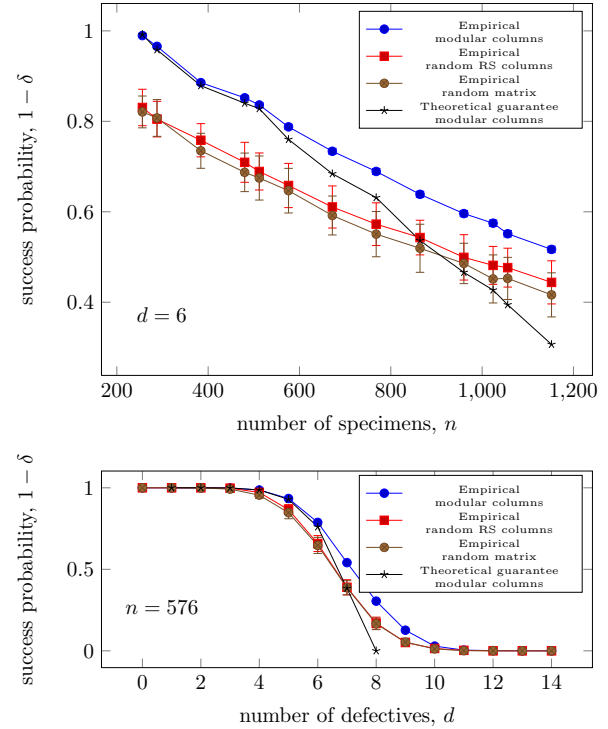 1
0.8
0.6
0.4
success probability, 1 − δ
Empirical
modular columns
Empirical
random RS columns
Empirical
random matrix
Theoretical guarantee
modular columns
d = 6
200
400
600
800
1,000
1,200
number of specimens, n
1
0.5
0
success probability, 1 − δ
Empirical
modular columns
Empirical
random RS columns
Empirical
random matrix
Theoretical guarantee
modular columns
n = 576
0
2
4
6
8
10
12
14
number of defectives, d